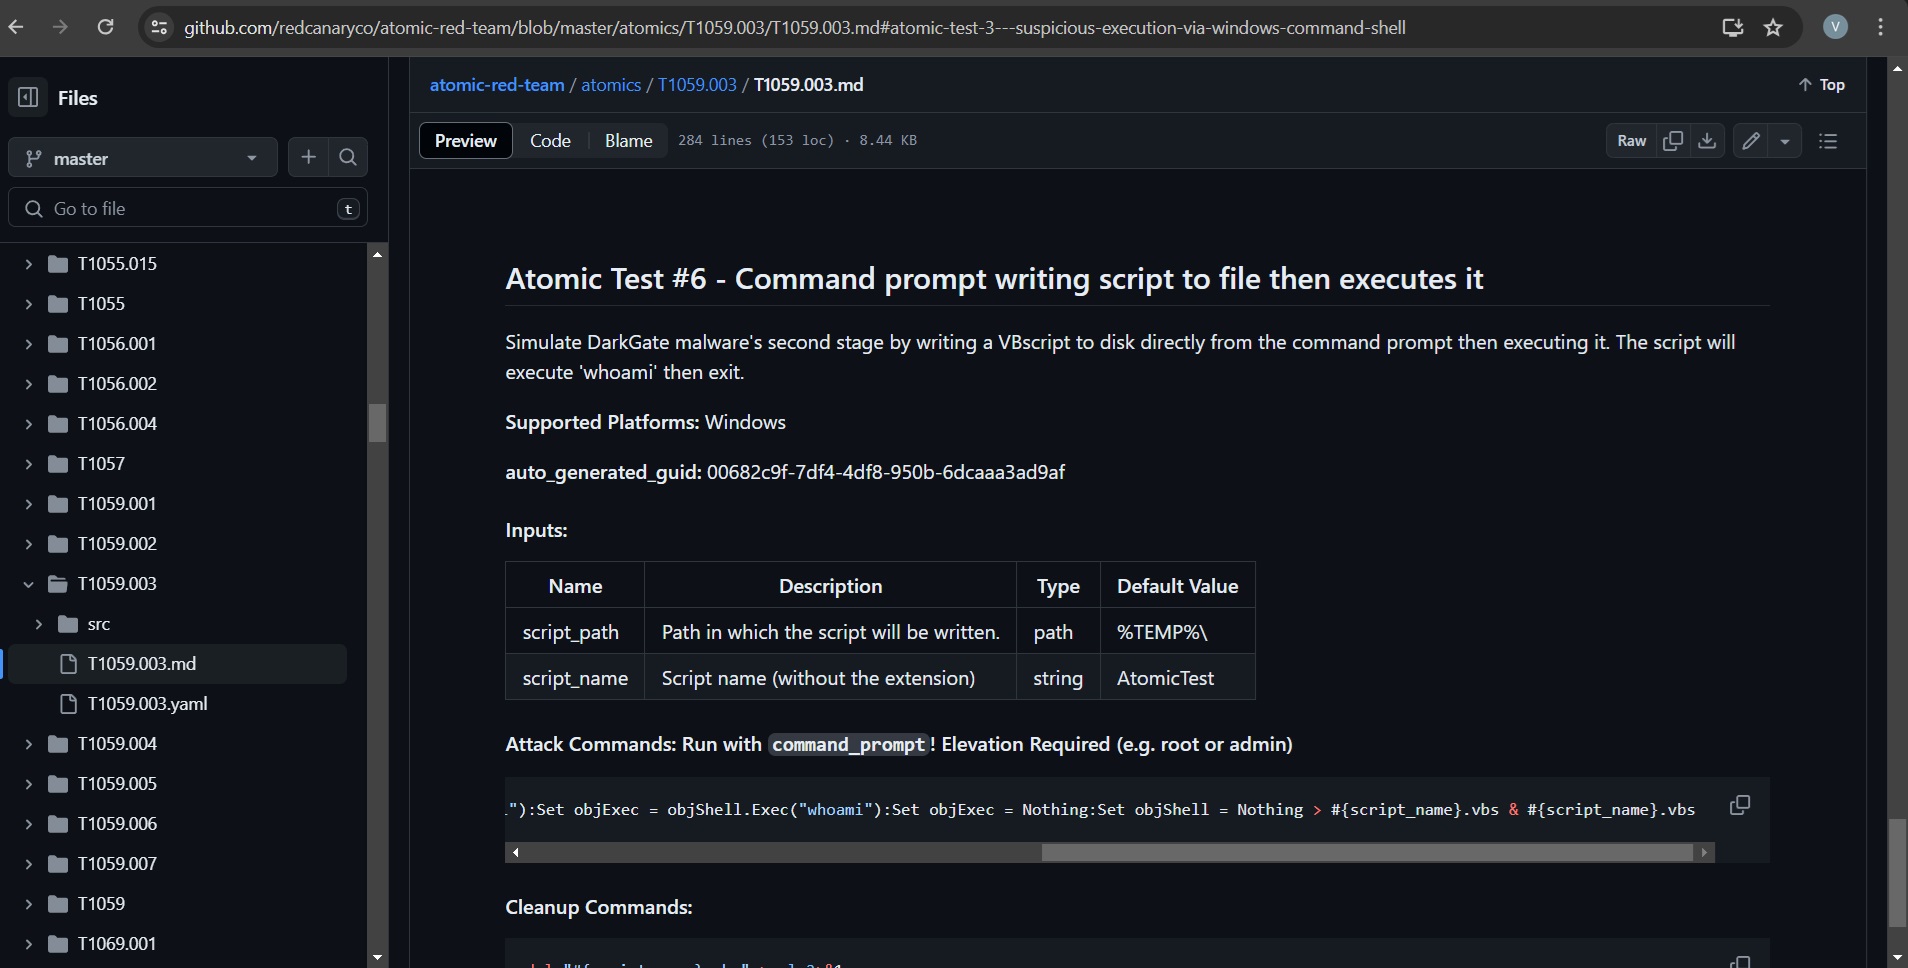 github.com/redcanaryco/atomic-red-team/blob/master/atomics/T1059.003/T1059.003.md#atomic-test-3---suspicious-execution-via-windows-command-shell
V
Files
master
Go to file
t
T1055.015
T1055
T1056.001
T1056.002
T1056.004
T1057
T1059.001
T1059.002
T1059.003
src
T1059.003.md
T1059.003.yaml
T1059.004
T1059.005
T1059.006
T1059.007
T1059
T1069.001
atomic-red-team / atomics / T1059.003 / T1059.003.md
Top
Preview Code Blame 284 lines (153 loc) · 8.44 KB
Raw
Atomic Test #6 - Command prompt writing script to file then executes it
Simulate DarkGate malware's second stage by writing a VBscript to disk directly from the command prompt then executing it. The script will
execute 'whoami' then exit.
Supported Platforms: Windows
auto_generated_guid: 00682c9f-7df4-4df8-950b-6dcaaa3ad9af
Inputs:
Name Description Type Default Value
script_path Path in which the script will be written. path %TEMP%\
script_name Script name (without the extension) string AtomicTest
Attack Commands: Run with command_prompt! Elevation Required (e.g. root or admin)
"):Set objExec = objShell.Exec("whoami"):Set objExec = Nothing:Set objShell = Nothing > #{script_name}.vbs & #{script_name}.vbs
Cleanup Commands: